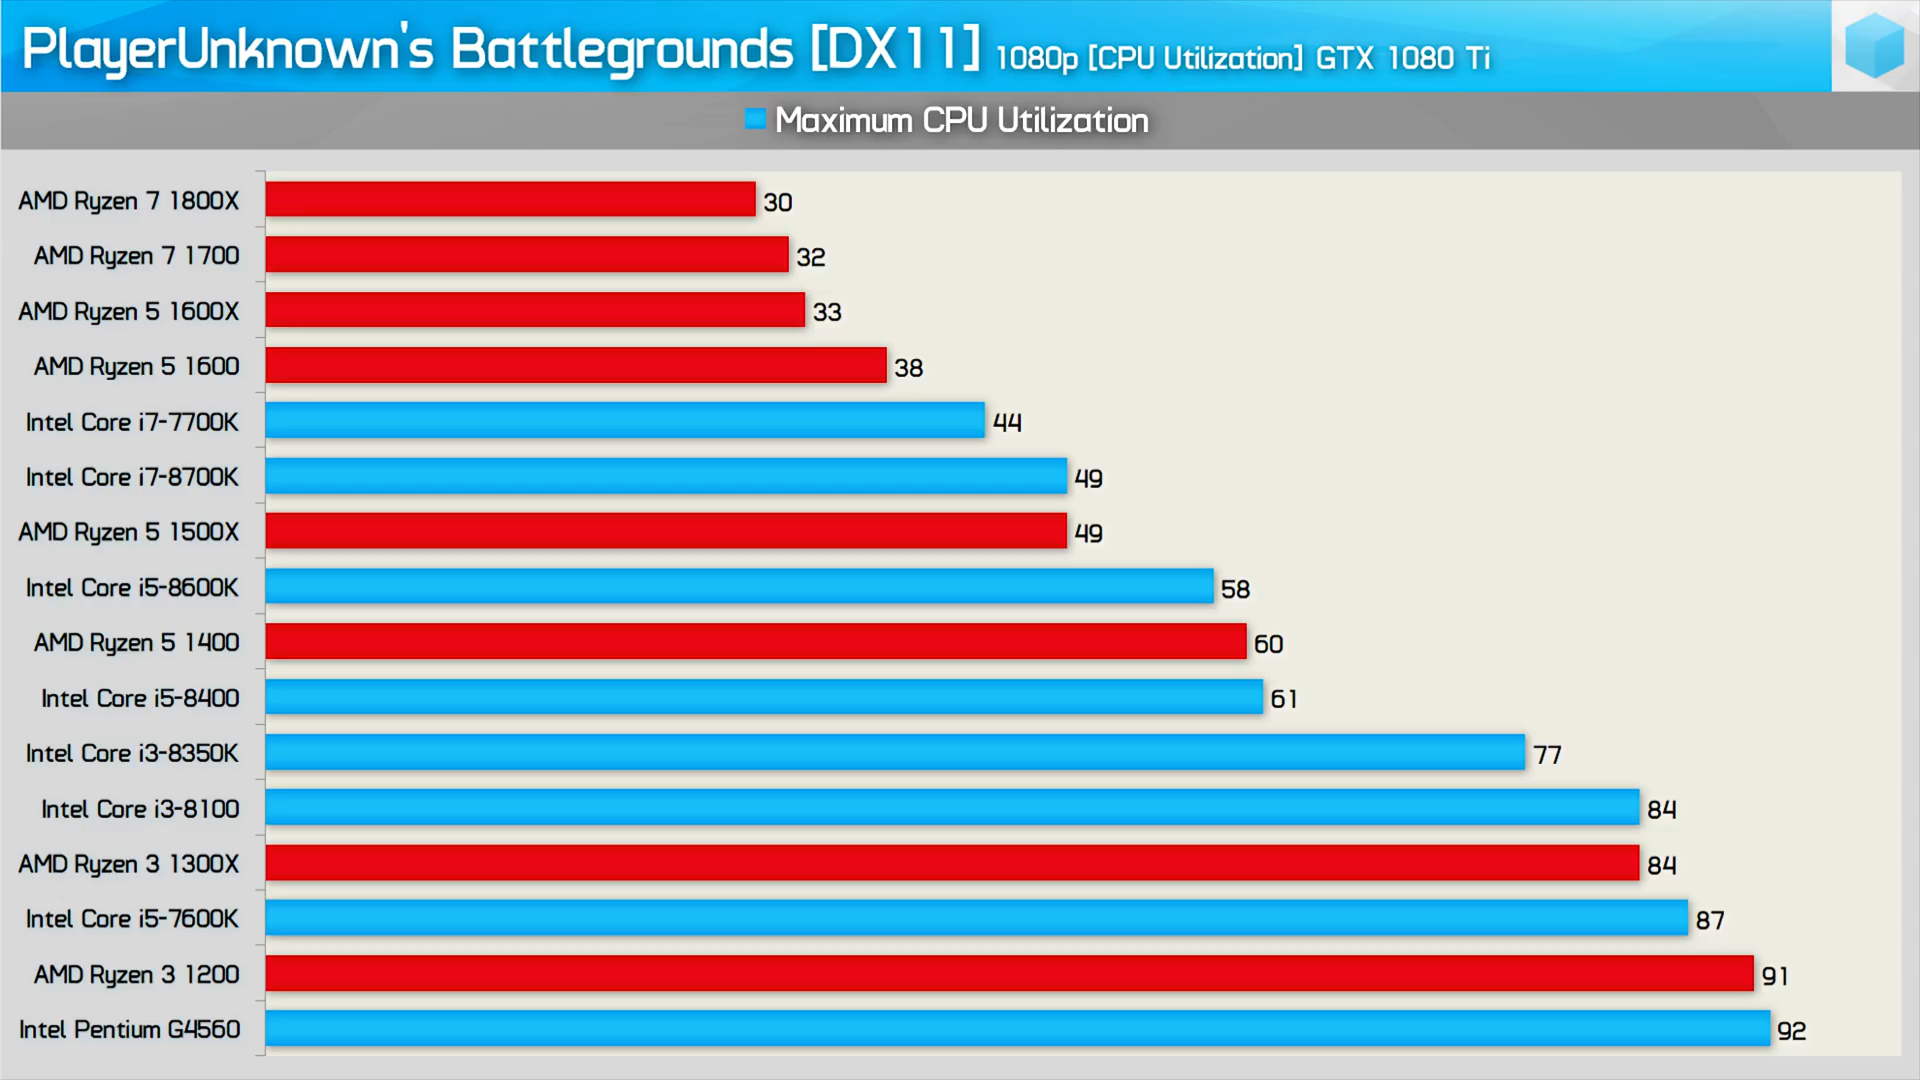 PlayerUnknown's Battlegrounds [DX11] 1080p [CPU Utilization] GTX 1080 Ti
Maximum CPU Utilization
AMD Ryzen 7 1800X 30
AMD Ryzen 7 1700 32
AMD Ryzen 5 1600X 33
AMD Ryzen 5 1600 38
Intel Core i7-7700K 44
Intel Core i7-8700K 49
AMD Ryzen 5 1500X 49
Intel Core i5-8600K 58
AMD Ryzen 5 1400 60
Intel Core i5-8400 61
Intel Core i3-8350K 77
Intel Core i3-8100 84
AMD Ryzen 3 1300X 84
Intel Core i5-7600K 87
AMD Ryzen 3 1200 91
Intel Pentium G4560 92